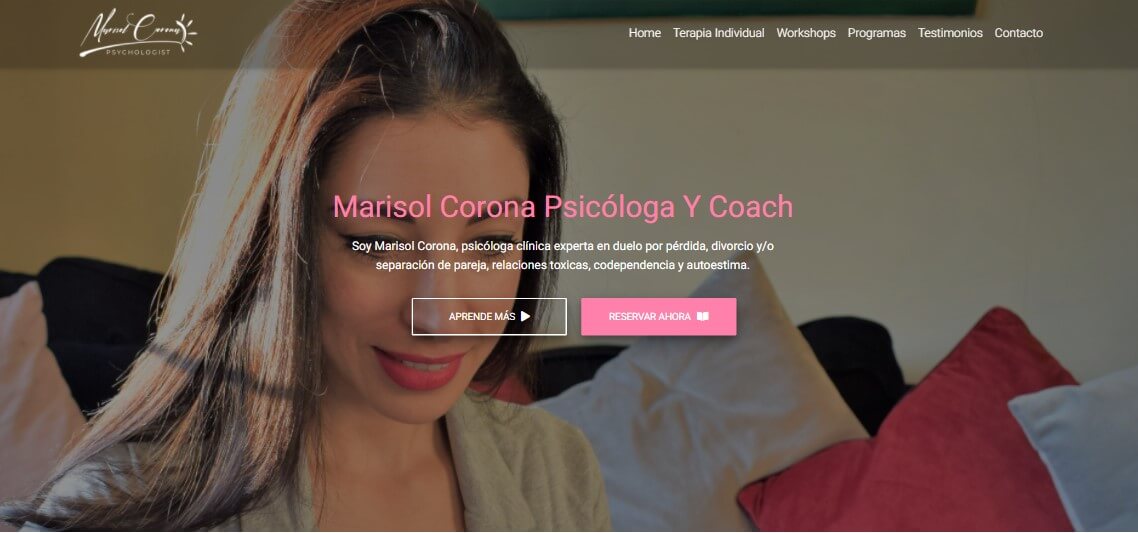 Marisol Corona
PSYCHOLOGIST
Home Terapia Individual Workshops Programas Testimonios Contacto
Marisol Corona Psicóloga Y Coach
Soy Marisol Corona, psicóloga clínica experta en duelo por pérdida, divorcio y/o
separación de pareja, relaciones toxicas, codependencia y autoestima.
APRENDE MÁS
RESERVAR AHORA